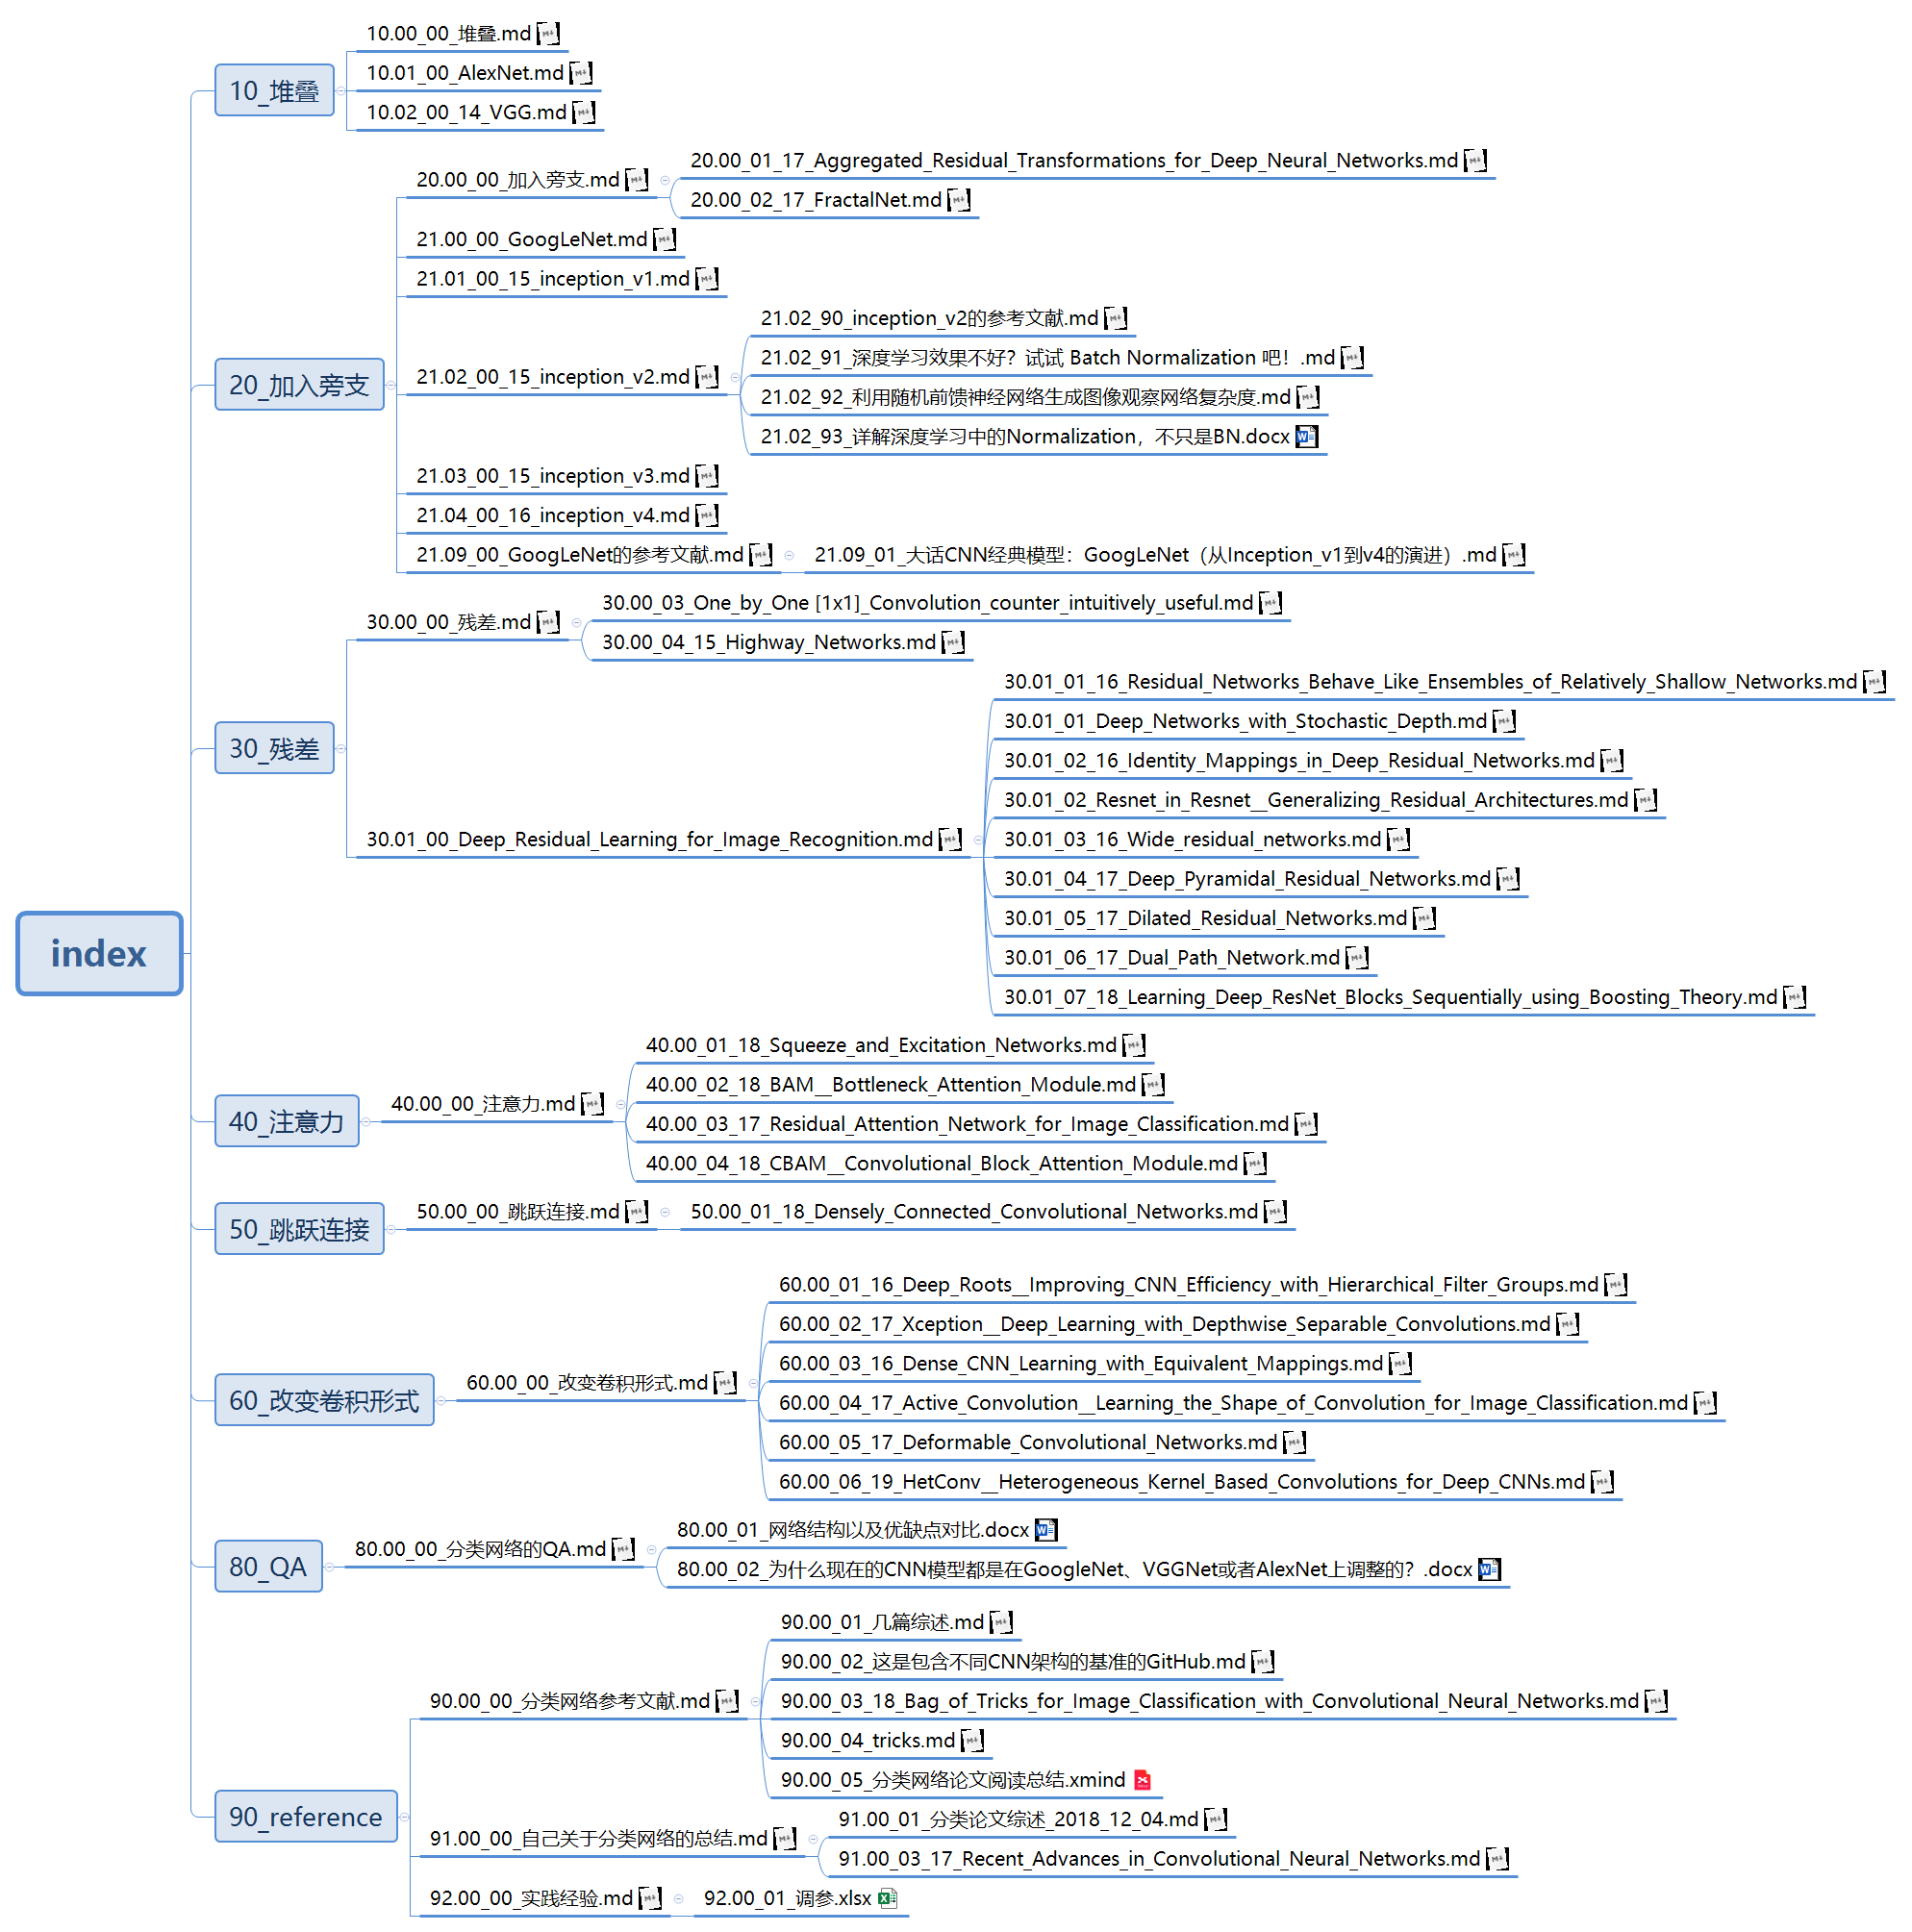 index
10_堆叠
10.00_00_堆叠.md
10.01_00_AlexNet.md
10.02_00_14_VGG.md
20_加入旁支
20.00_00_加入旁支.md
20.00_01_17_Aggregated_Residual_Transformations_for_Deep_Neural_Networks.md
20.00_02_17_FractalNet.md
21.00_00_GoogLeNet.md
21.01_00_15_inception_v1.md
21.02_00_15_inception_v2.md
21.02_90_inception_v2的参考文献.md
21.02_91_深度学习效果不好？试试 Batch Normalization 吧！.md
21.02_92_利用随机前馈神经网络生成图像观察网络复杂度.md
21.02_93_详解深度学习中的Normalization，不只是BN.docx
21.03_00_15_inception_v3.md
21.04_00_16_inception_v4.md
21.09_00_GoogLeNet的参考文献.md
21.09_01_大话CNN经典模型：GoogLeNet（从Inception_v1到v4的演进）.md
30_残差
30.00_00_残差.md
30.00_03_One_by_One [1x1]_Convolution_counter_intuitively_useful.md
30.00_04_15_Highway_Networks.md
30.01_00_Deep_Residual_Learning_for_Image_Recognition.md
30.01_01_16_Residual_Networks_Behave_Like_Ensembles_of_Relatively_Shallow_Networks.md
30.01_01_Deep_Networks_with_Stochastic_Depth.md
30.01_02_16_Identity_Mappings_in_Deep_Residual_Networks.md
30.01_02_Resnet_in_Resnet__Generalizing_Residual_Architectures.md
30.01_03_16_Wide_residual_networks.md
30.01_04_17_Deep_Pyramidal_Residual_Networks.md
30.01_05_17_Dilated_Residual_Networks.md
30.01_06_17_Dual_Path_Network.md
30.01_07_18_Learning_Deep_ResNet_Blocks_Sequentially_using_Boosting_Theory.md
40_注意力
40.00_00_注意力.md
40.00_01_18_Squeeze_and_Excitation_Networks.md
40.00_02_18_BAM__Bottleneck_Attention_Module.md
40.00_03_17_Residual_Attention_Network_for_Image_Classification.md
40.00_04_18_CBAM__Convolutional_Block_Attention_Module.md
50_跳跃连接
50.00_00_跳跃连接.md
50.00_01_18_Densely_Connected_Convolutional_Networks.md
60_改变卷积形式
60.00_00_改变卷积形式.md
60.00_01_16_Deep_Roots__Improving_CNN_Efficiency_with_Hierarchical_Filter_Groups.md
60.00_02_17_Xception__Deep_Learning_with_Depthwise_Separable_Convolutions.md
60.00_03_16_Dense_CNN_Learning_with_Equivalent_Mappings.md
60.00_04_17_Active_Convolution__Learning_the_Shape_of_Convolution_for_Image_Classification.md
60.00_05_17_Deformable_Convolutional_Networks.md
60.00_06_19_HetConv__Heterogeneous_Kernel_Based_Convolutions_for_Deep_CNNs.md
80_QA
80.00_00_分类网络的QA.md
80.00_01_网络结构以及优缺点对比.docx
80.00_02_为什么现在的CNN模型都是在GoogleNet、VGGNet或者AlexNet上调整的？.docx
90_reference
90.00_00_分类网络参考文献.md
90.00_01_几篇综述.md
90.00_02_这是包含不同CNN架构的基准的GitHub.md
90.00_03_18_Bag_of_Tricks_for_Image_Classification_with_Convolutional_Neural_Networks.md
90.00_04_tricks.md
90.00_05_分类网络论文阅读总结.xmind
91.00_00_自己关于分类网络的总结.md
91.00_01_分类论文综述_2018_12_04.md
91.00_03_17_Recent_Advances_in_Convolutional_Neural_Networks.md
92.00_00_实践经验.md
92.00_01_调参.xlsx